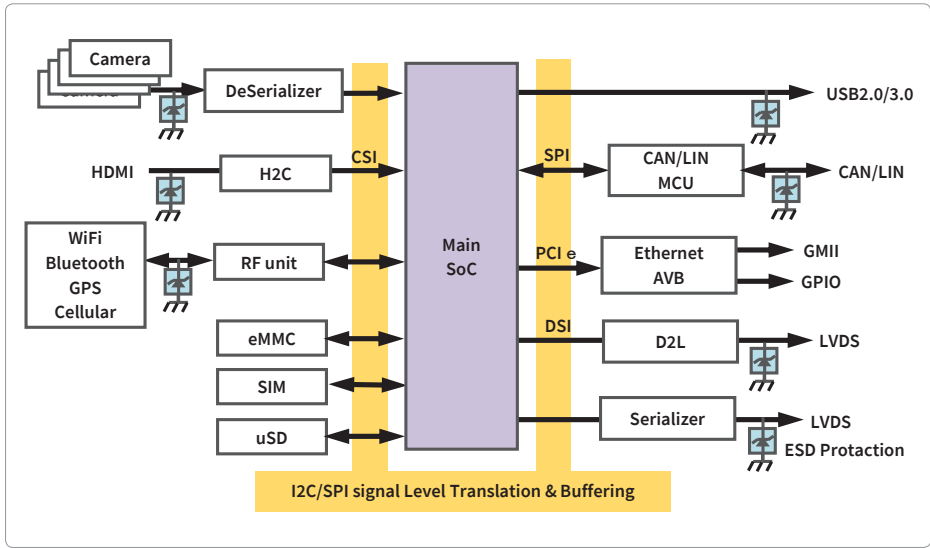 Camera
Camera
DeSerializer
USB2.0/3.0
HDMI
H2C
CSI
SPI
CAN/LIN
MCU
CAN/LIN
WiFi
Bluetooth
GPS
Cellular
RF unit
Main
SoC
PCI e
Ethernet
AVB
GMII
GPIO
eMMC
DSI
D2L
LVDS
SIM
uSD
Serializer
LVDS
ESD Protaction
I2C/SPI signal Level Translation & Buffering